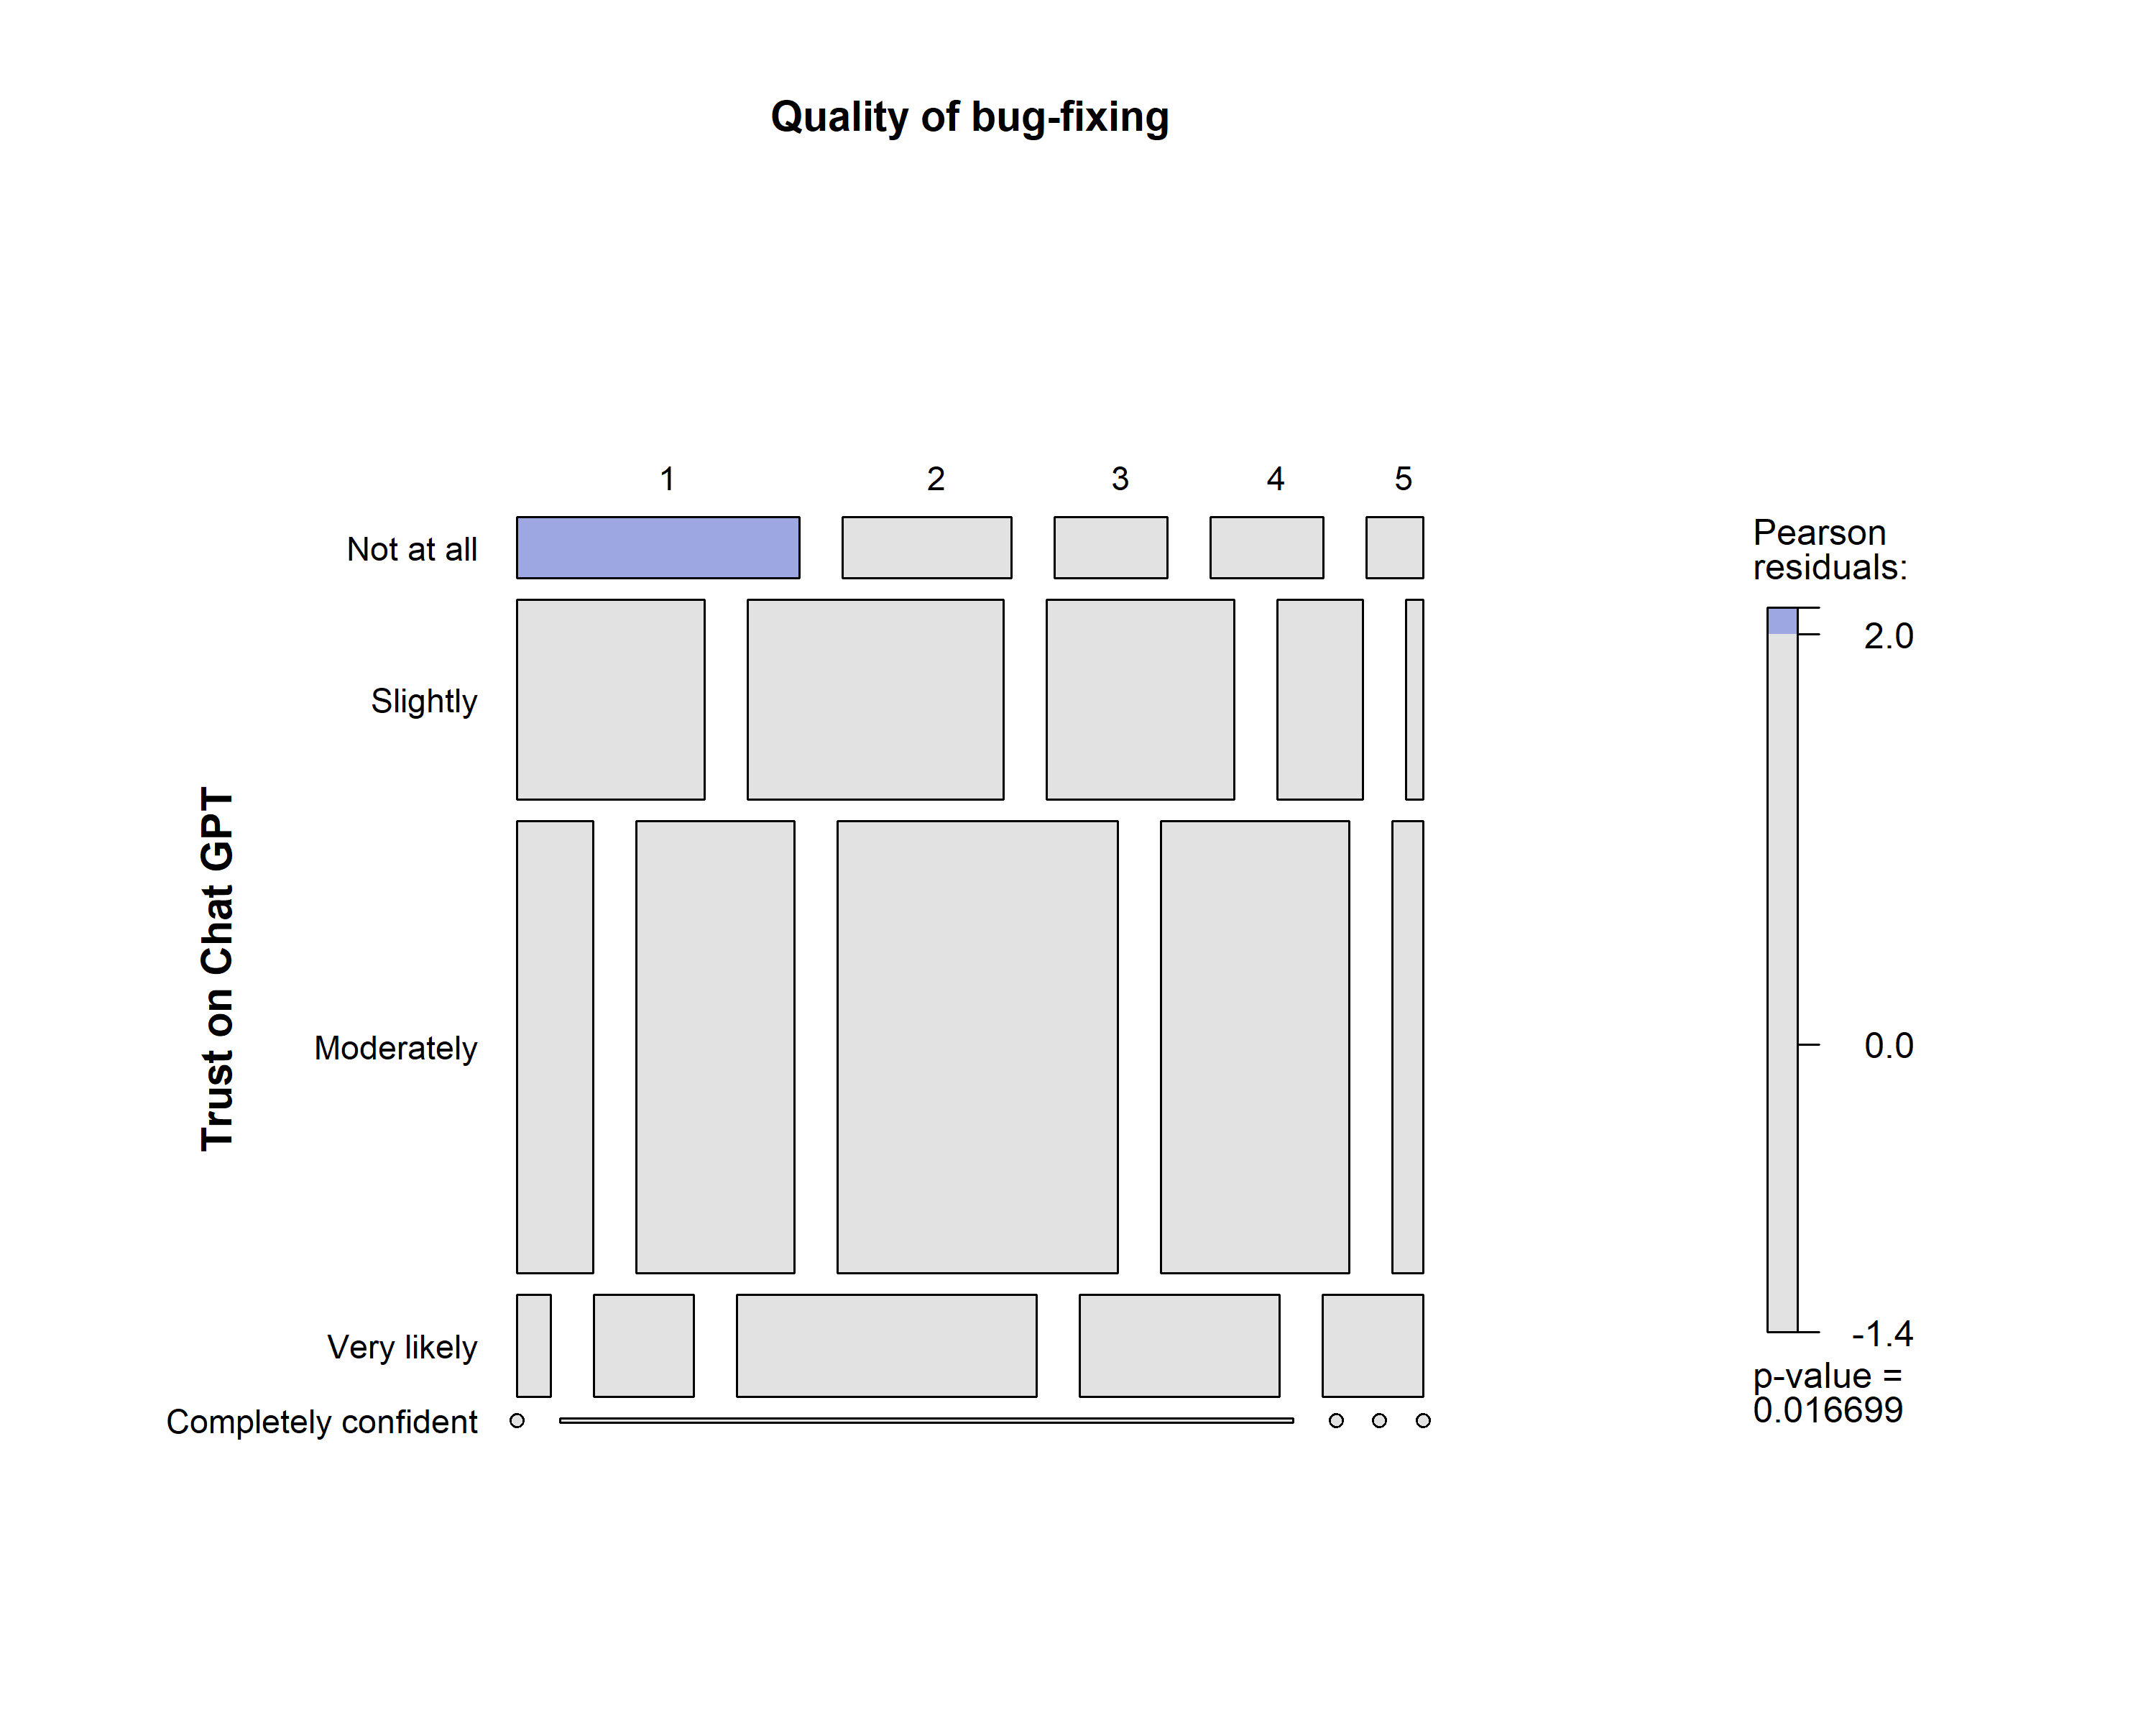 Quality of bug-fixing
1 2 3 4 5
Trust on Chat GPT
Not at all
Slightly
Moderately
Very likely
Completely confident
Pearson
residuals:
2.0
0.0
-1.4
p-value =
0.016699